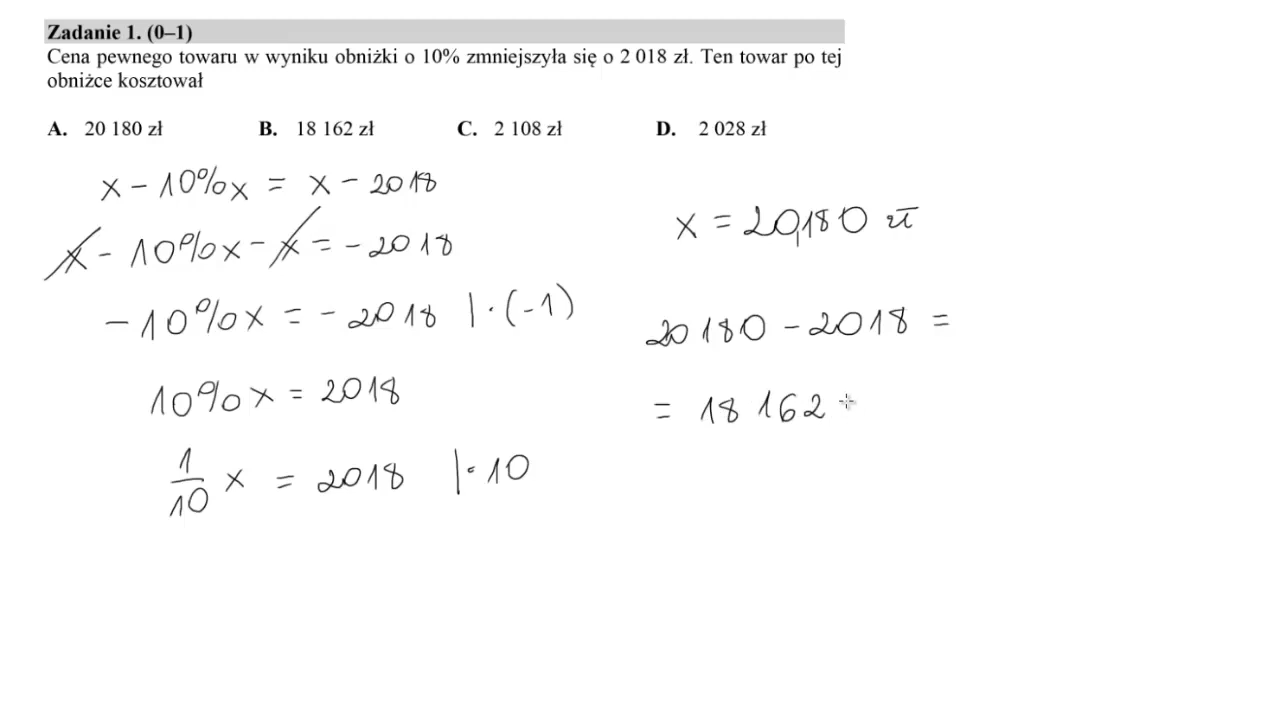 Zadanie 1. (0–1)
Cena pewnego towaru w wyniku obniżki o 10% zmniejszyła się o 2 018 zł. Ten towar po tej
obniżce kosztował
A. 20 180 zł B. 18 162 zł C. 2 108 zł D. 2 028 zł
x - 10%x = x - 2018
x - 10%x - x = - 2018
- 10%x = - 2018 | · (-1)
10%x = 2018
1/10 x = 2018 | · 10
x = 20,180 zł
20 180 - 2018 =
= 18 162